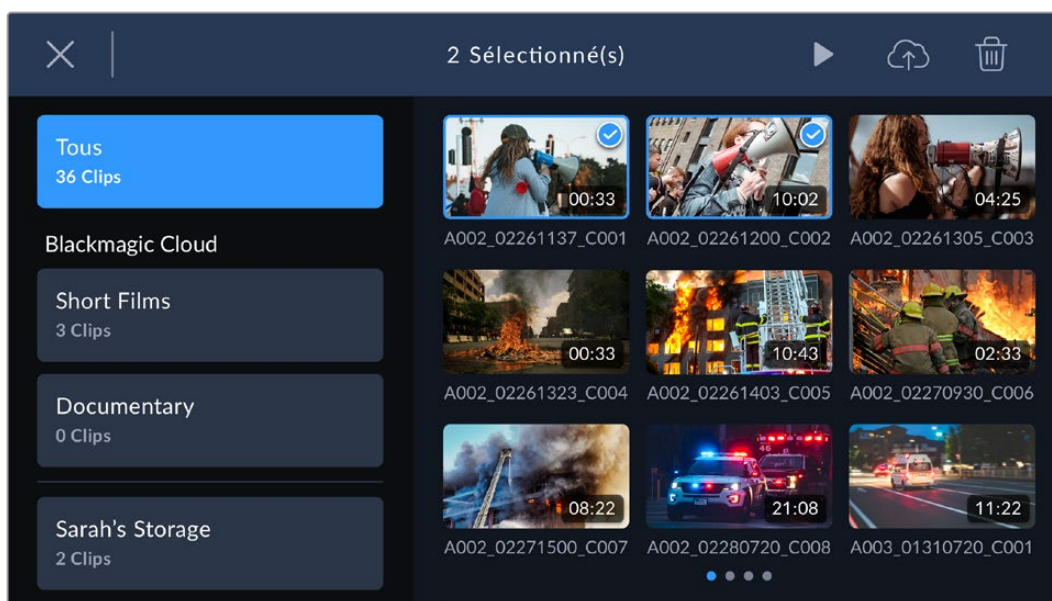 2 Sélectionné(s)
Tous
36 Clips
Blackmagic Cloud
Short Films
3 Clips
Documentary
0 Clips
Sarah's Storage
2 Clips
00:33
10:02
04:25
A002_02261137_C001
A002_02261200_C002
A002_02261305_C003
00:33
10:43
02:33
A002_02261323_C004
A002_02261403_C005
A002_02270930_C006
46
08:22
21:08
11:22
A002_02271500_C007
A002_02280720_C008
A003_01310720_C001